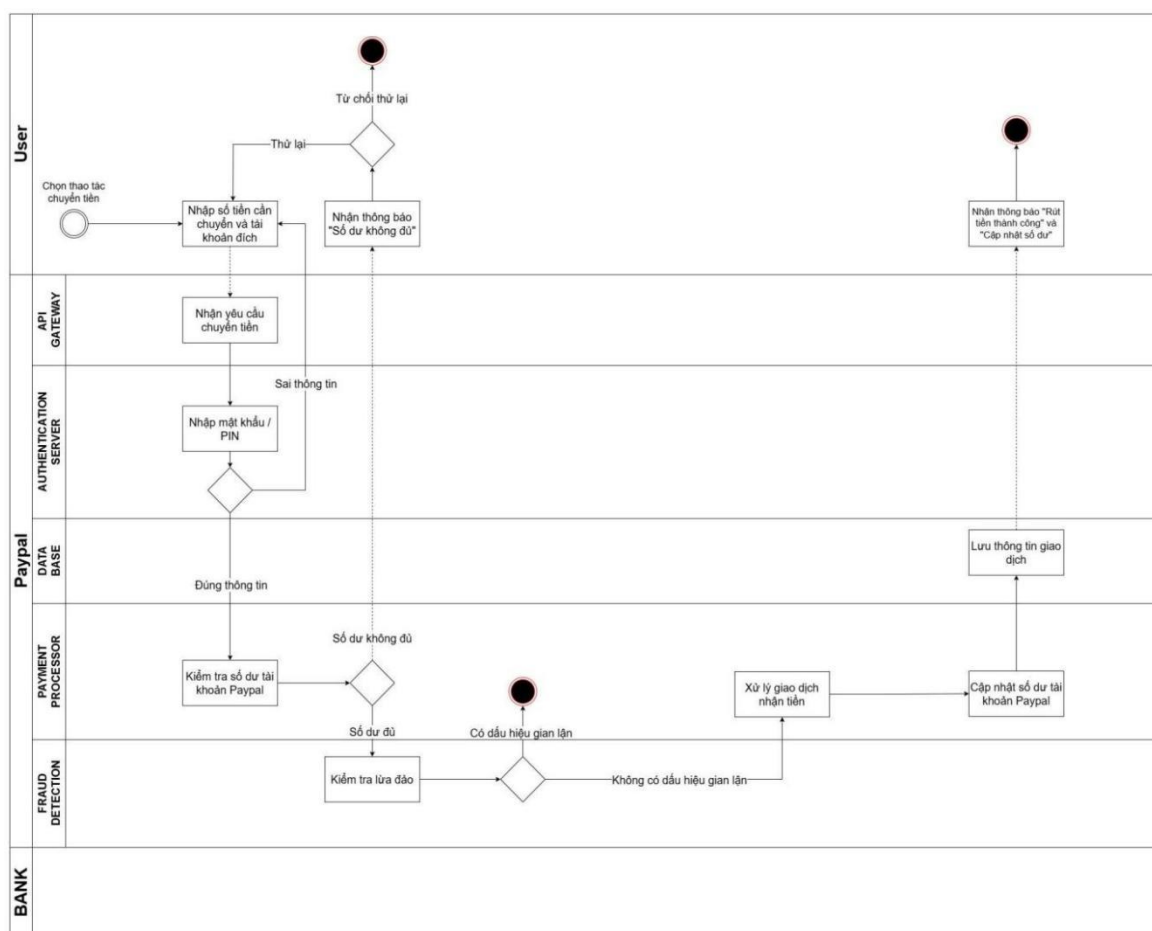 User
Từ chối thử lại
Thử lại
Chọn thao tác
chuyển tiền
Nhập số tiền cần
chuyển và tài
khoản đích
Nhận thông báo
"Số dư không đủ"
Nhận thông báo "Rút
tiền thành công" và
"Cập nhật số dư"
Paypal
API
GATEWAY
Nhận yêu cầu
chuyển tiền
AUTHENTICATION
SERVER
Sai thông tin
Nhập mật khẩu /
PIN
DATA
BASE
Đúng thông tin
Lưu thông tin giao
dịch
PAYMENT
PROCESSOR
Số dư không đủ
Kiểm tra số dư tài
khoản Paypal
Số dư đủ
Có dấu hiệu gian lận
Xử lý giao dịch
nhận tiền
Cập nhật số dư tài
khoản Paypal
FRAUD
DETECTION
Kiểm tra lừa đảo
Không có dấu hiệu gian lận
BANK